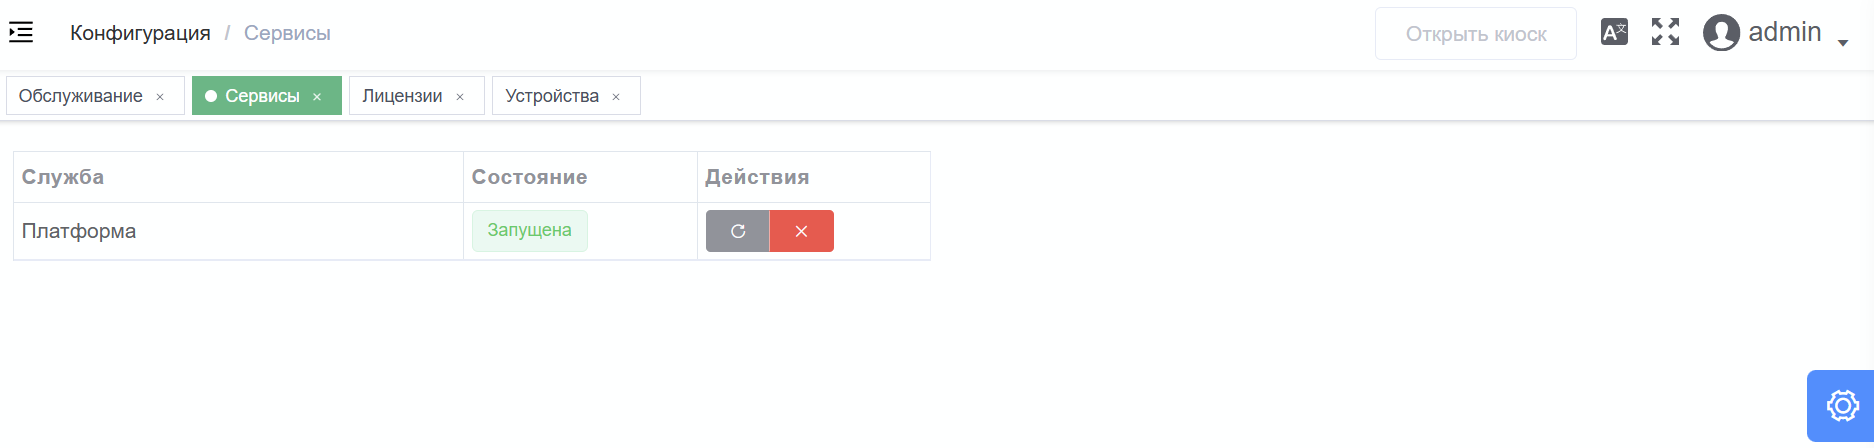 Конфигурация / Сервисы
Открыть киоск
admin
Обслуживание
Сервисы
Лицензии
Устройства
Служба Состояние Действия
Платформа Запущена